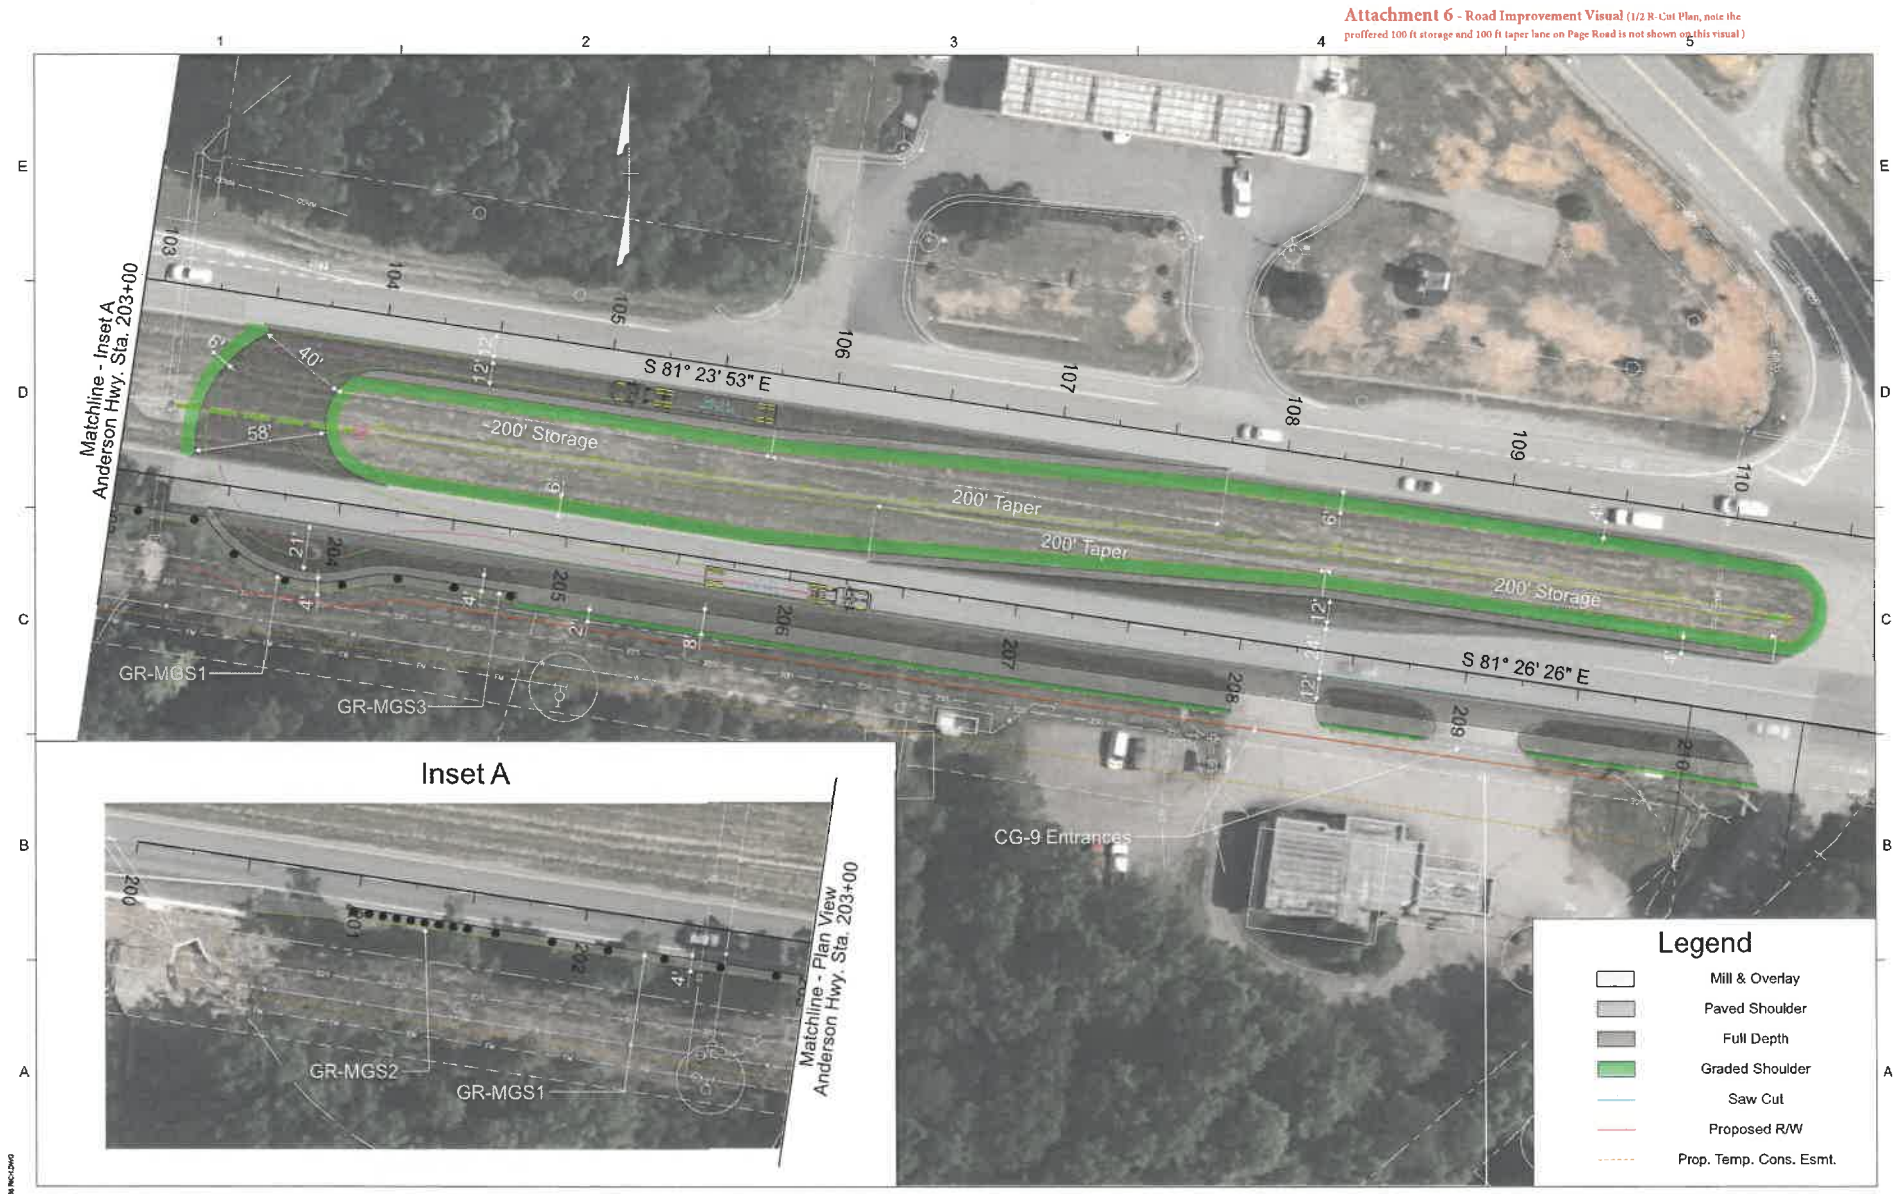 Attachment 6 - Road Improvement Visual (1/2 R-Cut Plan, note the
proffered 100 ft storage and 100 ft taper lane on Page Road is not shown on this visual )
1
2
3
4
5
E
E
D
D
C
C
B
B
A
A
Matchline - Inset A
Anderson Hwy. Sta. 203+00
103
104
105
106
107
108
109
110
S 81° 23' 53" E
6'
40'
58'
12'
12'
~200' Storage
200' Taper
200' Taper
200' Storage
6'
6'
4'
21'
204
4'
4'
205
2'
8'
206
207
208
209
210
12'
24'
12'
S 81° 26' 26" E
GR-MGS1
GR-MGS3
CG-9 Entrances
Inset A
200
201
202
4'
GR-MGS2
GR-MGS1
Matchline - Plan View
Anderson Hwy. Sta. 203+00
Legend
Mill & Overlay
Paved Shoulder
Full Depth
Graded Shoulder
Saw Cut
Proposed R/W
Prop. Temp. Cons. Esmt.